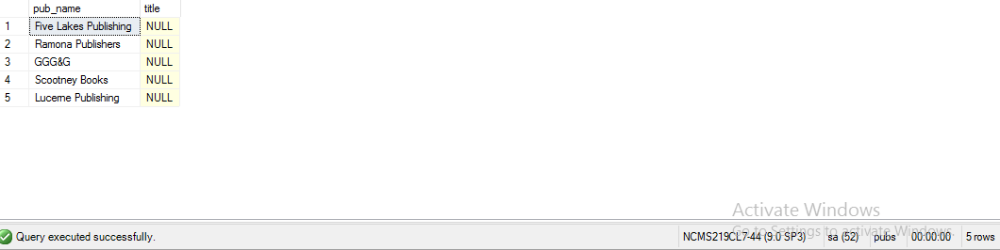 pub_name title
1 Five Lakes Publishing NULL
2 Ramona Publishers NULL
3 GGG&G NULL
4 Scootney Books NULL
5 Lucerne Publishing NULL
Activate Windows
Go to Settings to activate Windows.
Query executed successfully. NCMS219CL7-44 (9.0 SP3) sa (52) pubs 00:00:00 5 rows